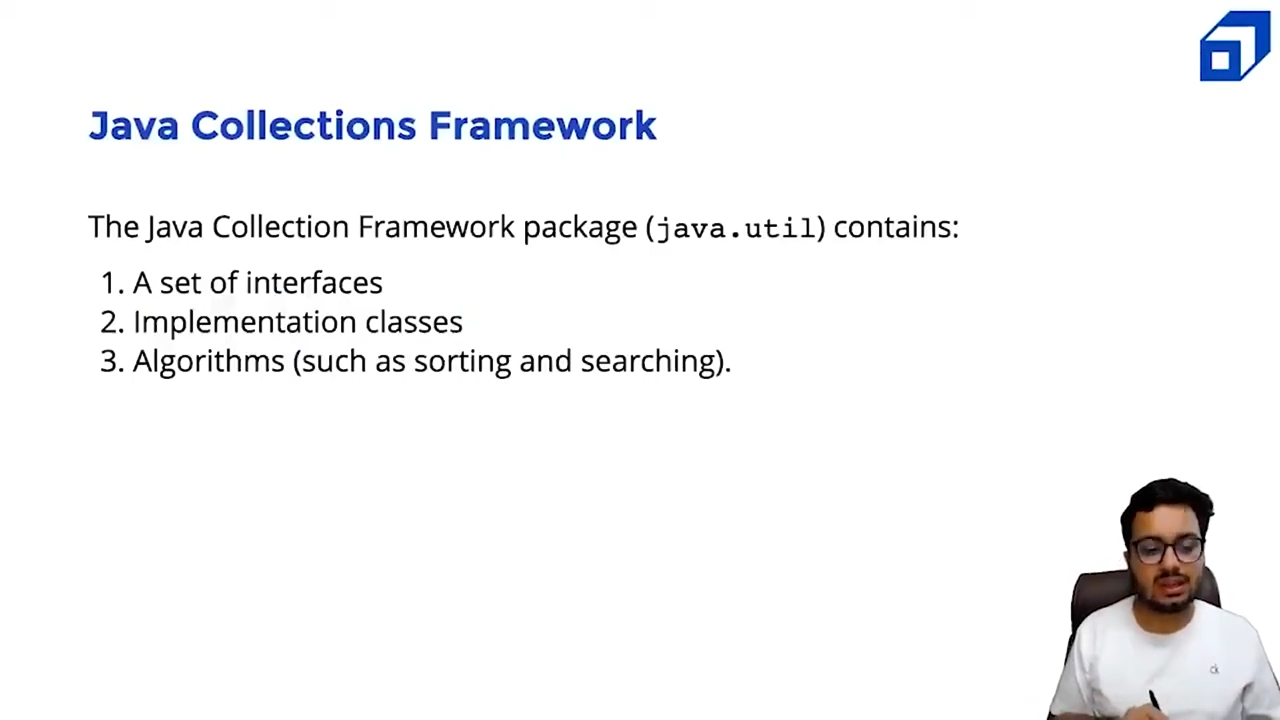 Java Collections Framework
The Java Collection Framework package (java.util) contains:
1. A set of interfaces
2. Implementation classes
3. Algorithms (such as sorting and searching).
ck